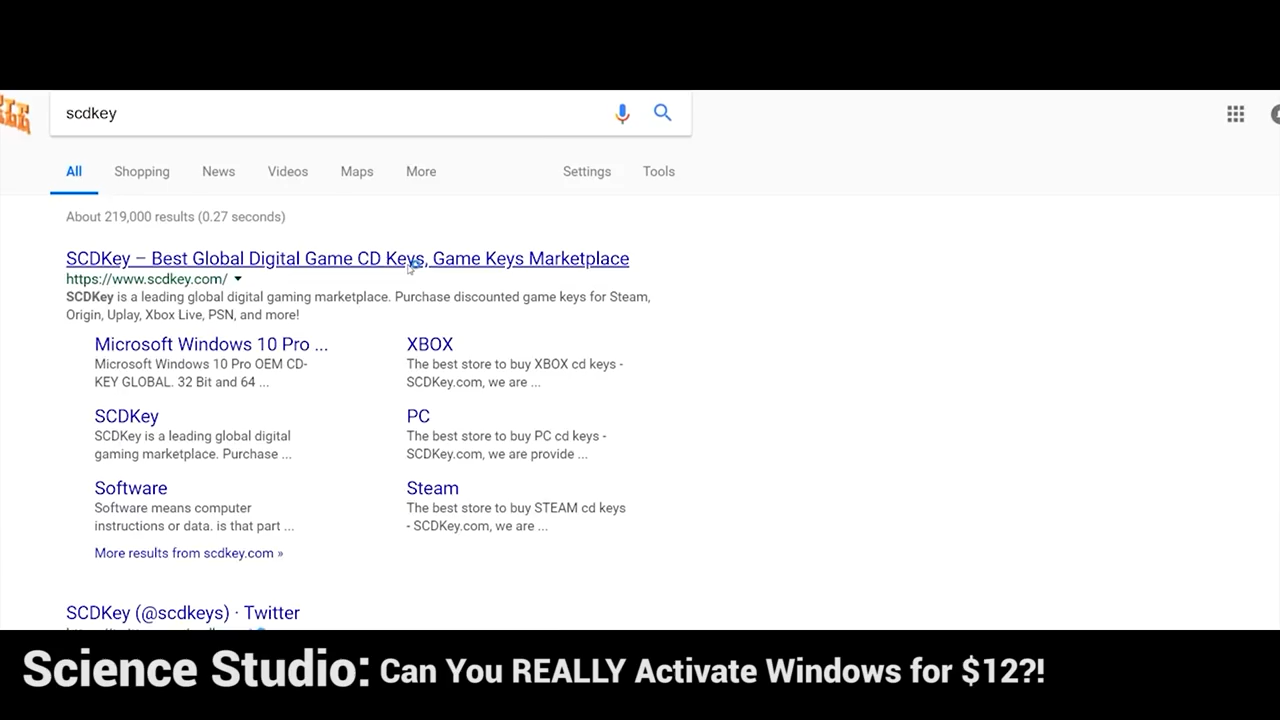 scdkey
All Shopping News Videos Maps More Settings Tools
About 219,000 results (0.27 seconds)
SCDKey – Best Global Digital Game CD Keys, Game Keys Marketplace
https://www.scdkey.com/
SCDKey is a leading global digital gaming marketplace. Purchase discounted game keys for Steam,
Origin, Uplay, Xbox Live, PSN, and more!
Microsoft Windows 10 Pro ...
Microsoft Windows 10 Pro OEM CD-
KEY GLOBAL. 32 Bit and 64 ...
XBOX
The best store to buy XBOX cd keys -
SCDKey.com, we are ...
SCDKey
SCDKey is a leading global digital
gaming marketplace. Purchase ...
PC
The best store to buy PC cd keys -
SCDKey.com, we are provide ...
Software
Software means computer
instructions or data. is that part ...
Steam
The best store to buy STEAM cd keys
- SCDKey.com, we are ...
More results from scdkey.com »
SCDKey (@scdkeys) · Twitter
Science Studio: Can You REALLY Activate Windows for $12?!